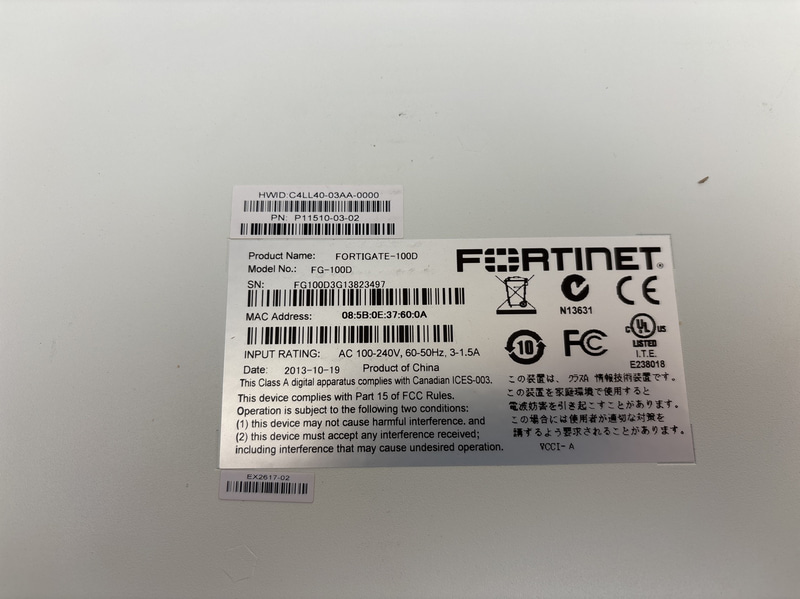 HWID:C4LL40-03AA-0000
PN: P11510-03-02
Product Name: FORTIGATE-100D
Model No.: FG-100D
SN: FG100D3G13823497
MAC Address: 08:5B:0E:37:60:0A
INPUT RATING: AC 100-240V, 60-50Hz, 3-1.5A
Date: 2013-10-19 Product of China
This Class A digital apparatus complies with Canadian ICES-003.
This device complies with Part 15 of FCC Rules.
Operation is subject to the following two conditions:
(1) this device may not cause harmful interference, and
(2) this device must accept any interference received;
including interference that may cause undesired operation.
FORTINET®
N13631
CE
10
FC
c UL us
LISTED
I.T.E.
E238018
この装置は、クラスA 情報技術装置です。
この装置を家庭環境で使用すると
電波妨害を引き起こすことがあります。
この場合には使用者が適切な対策を
講するよう要求されることがあります。
VCCI-A
EX2617-02